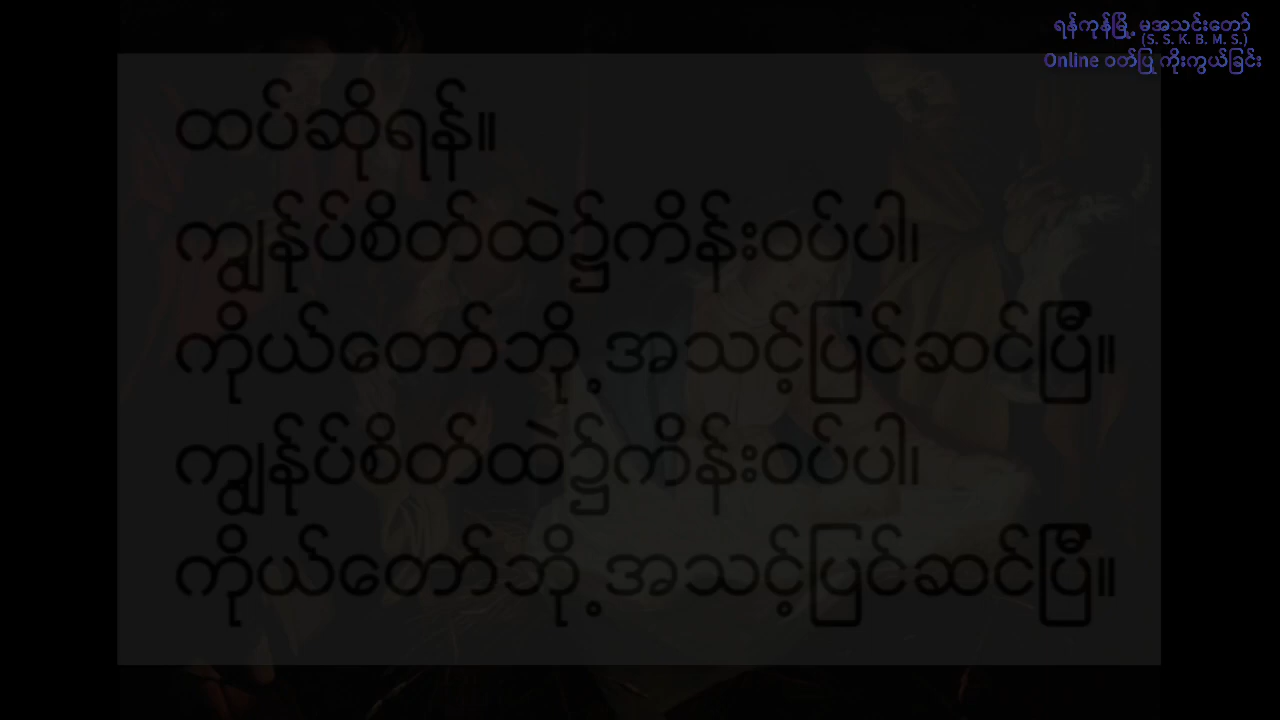 ရန်ကုန်မြို့ မအသင်းတော်
(S. S. K. B. M. S.)
Online ဝတ်ပြု ကိုးကွယ်ခြင်း
ထပ်ဆိုရန်။
ကျွန်ုပ်စိတ်ထဲ၌ကိန်းဝပ်ပါ၊
ကိုယ်တော်ဘို့အသင့်ပြင်ဆင်ပြီ။
ကျွန်ုပ်စိတ်ထဲ၌ကိန်းဝပ်ပါ၊
ကိုယ်တော်ဘို့အသင့်ပြင်ဆင်ပြီ။